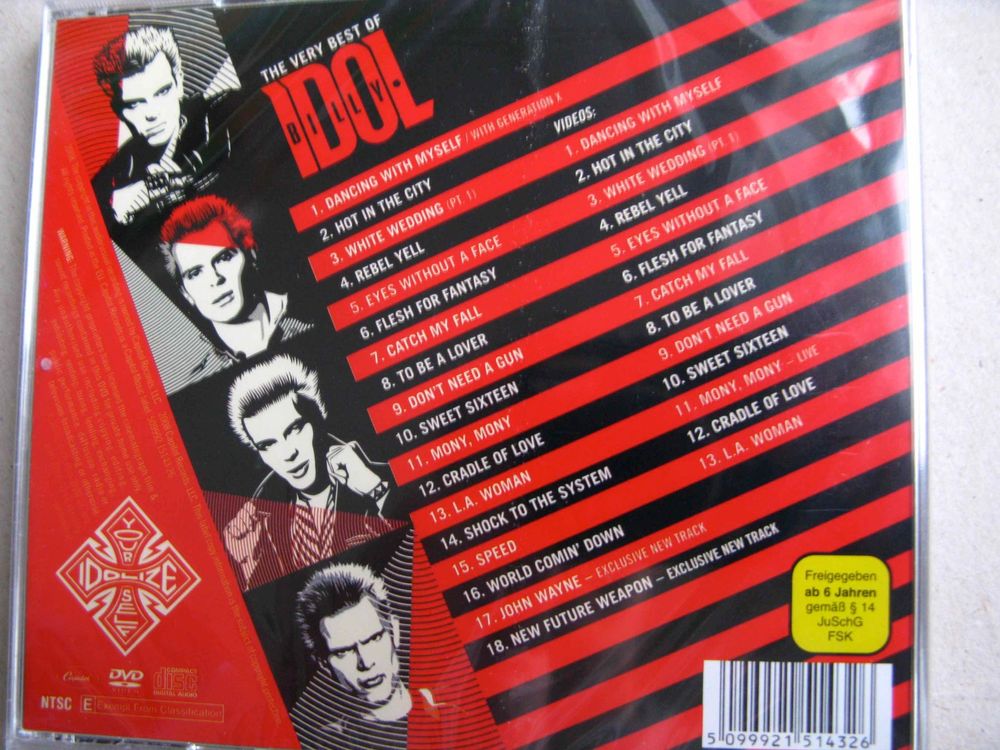 THE VERY BEST OF
BILLY IDOL
1. DANCING WITH MYSELF / WITH GENERATION X
2. HOT IN THE CITY
3. WHITE WEDDING (PT. 1)
4. REBEL YELL
5. EYES WITHOUT A FACE
6. FLESH FOR FANTASY
7. CATCH MY FALL
8. TO BE A LOVER
9. DON'T NEED A GUN
10. SWEET SIXTEEN
11. MONY, MONY
12. CRADLE OF LOVE
13. L.A. WOMAN
14. SHOCK TO THE SYSTEM
15. SPEED
16. WORLD COMIN' DOWN
17. JOHN WAYNE – EXCLUSIVE NEW TRACK
18. NEW FUTURE WEAPON – EXCLUSIVE NEW TRACK
VIDEOS:
1. DANCING WITH MYSELF
2. HOT IN THE CITY
3. WHITE WEDDING (PT. 1)
4. REBEL YELL
5. EYES WITHOUT A FACE
6. FLESH FOR FANTASY
7. CATCH MY FALL
8. TO BE A LOVER
9. DON'T NEED A GUN
10. SWEET SIXTEEN
11. MONY, MONY – LIVE
12. CRADLE OF LOVE
13. L.A. WOMAN
WARNING:
IDOLIZE
YOURSELF
DVD
VIDEO
COMPACT
disc
DIGITAL AUDIO
NTSC
E Exempt From Classification
Freigegeben
ab 6 Jahren
gemäß § 14
JuSchG
FSK
5 099921 514326